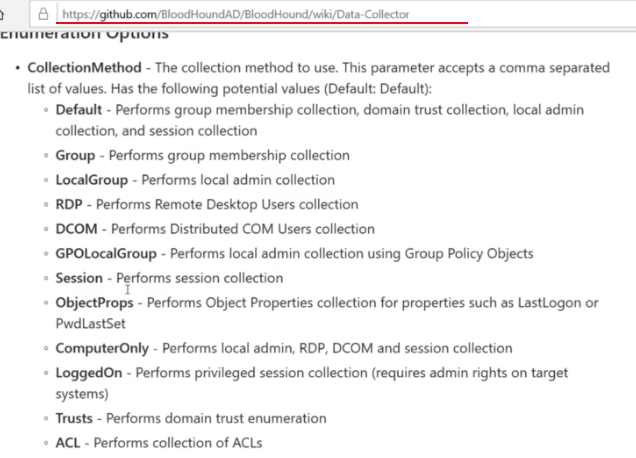 https://github.com/BloodHoundAD/BloodHound/wiki/Data-Collector
Enumeration Options
• CollectionMethod - The collection method to use. This parameter accepts a comma separated
list of values. Has the following potential values (Default: Default):
◦ Default - Performs group membership collection, domain trust collection, local admin
collection, and session collection
◦ Group - Performs group membership collection
◦ LocalGroup - Performs local admin collection
◦ RDP - Performs Remote Desktop Users collection
◦ DCOM - Performs Distributed COM Users collection
◦ GPOLocalGroup - Performs local admin collection using Group Policy Objects
◦ Session - Performs session collection
◦ ObjectProps - Performs Object Properties collection for properties such as LastLogon or
PwdLastSet
◦ ComputerOnly - Performs local admin, RDP, DCOM and session collection
◦ LoggedOn - Performs privileged session collection (requires admin rights on target
systems)
◦ Trusts - Performs domain trust enumeration
◦ ACL - Performs collection of ACLs